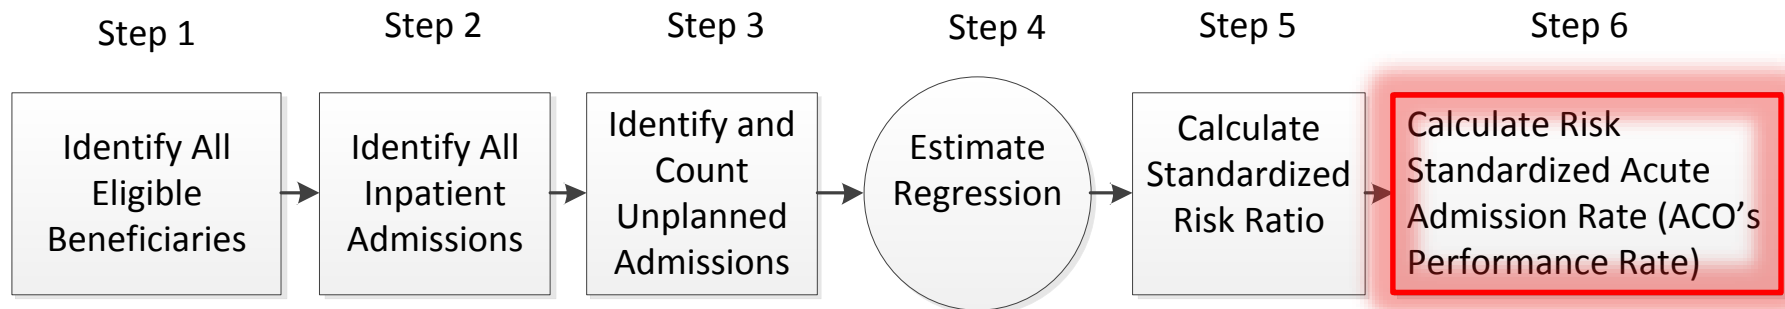 Step 1
Step 2
Step 3
Step 4
Step 5
Step 6
Identify All
Eligible
Beneficiaries
Identify All
Inpatient
Admissions
Identify and
Count
Unplanned
Admissions
Estimate
Regression
Calculate
Standardized
Risk Ratio
Calculate Risk
Standardized Acute
Admission Rate (ACO’s
Performance Rate)